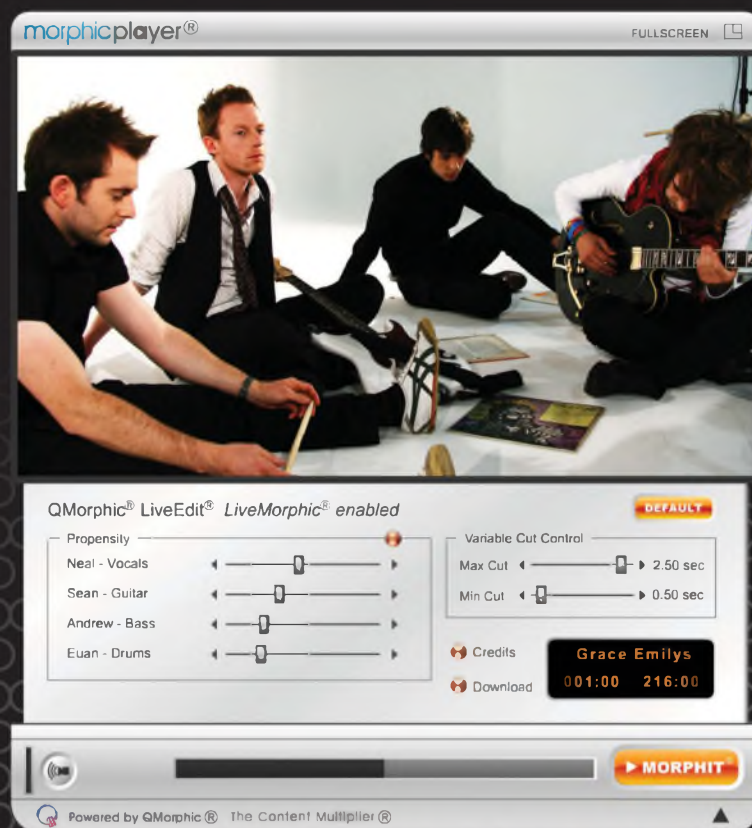 morphicplayer®
FULLSCREEN
QMorphic® LiveEdit® LiveMorphic® enabled
DEFAULT
Propensity
Neal - Vocals
Sean - Guitar
Andrew - Bass
Euan - Drums
Variable Cut Control
Max Cut 2.50 sec
Min Cut 0.50 sec
Credits
Download
Grace Emilys
001:00 216:00
MORPHIT
Powered by QMorphic ® The Content Multiplier ®